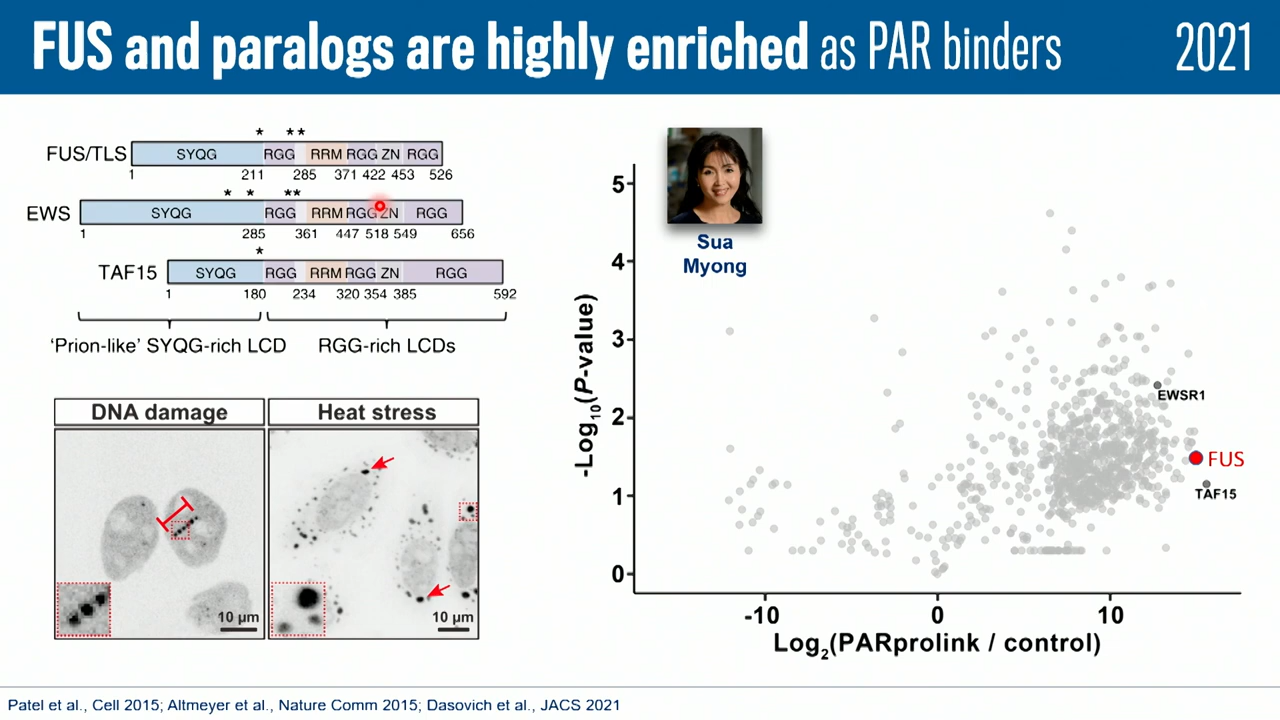 FUS and paralogs are highly enriched as PAR binders 2021
* **
FUS/TLS SYQG RGG RRM RGG ZN RGG
1 211 285 371 422 453 526
* * **
EWS SYQG RGG RRM RGG ZN RGG
1 285 361 447 518 549 656
*
TAF15 SYQG RGG RRM RGG ZN RGG
1 180 234 320 354 385 592
‘Prion-like’ SYQG-rich LCD RGG-rich LCDs
DNA damage Heat stress
10 µm 10 µm
Sua
Myong
-Log10(P-value)
5
4
3
2
1
0
EWSR1
FUS
TAF15
-10 0 10
Log2(PARprolink / control)
Patel et al., Cell 2015; Altmeyer et al., Nature Comm 2015; Dasovich et al., JACS 2021